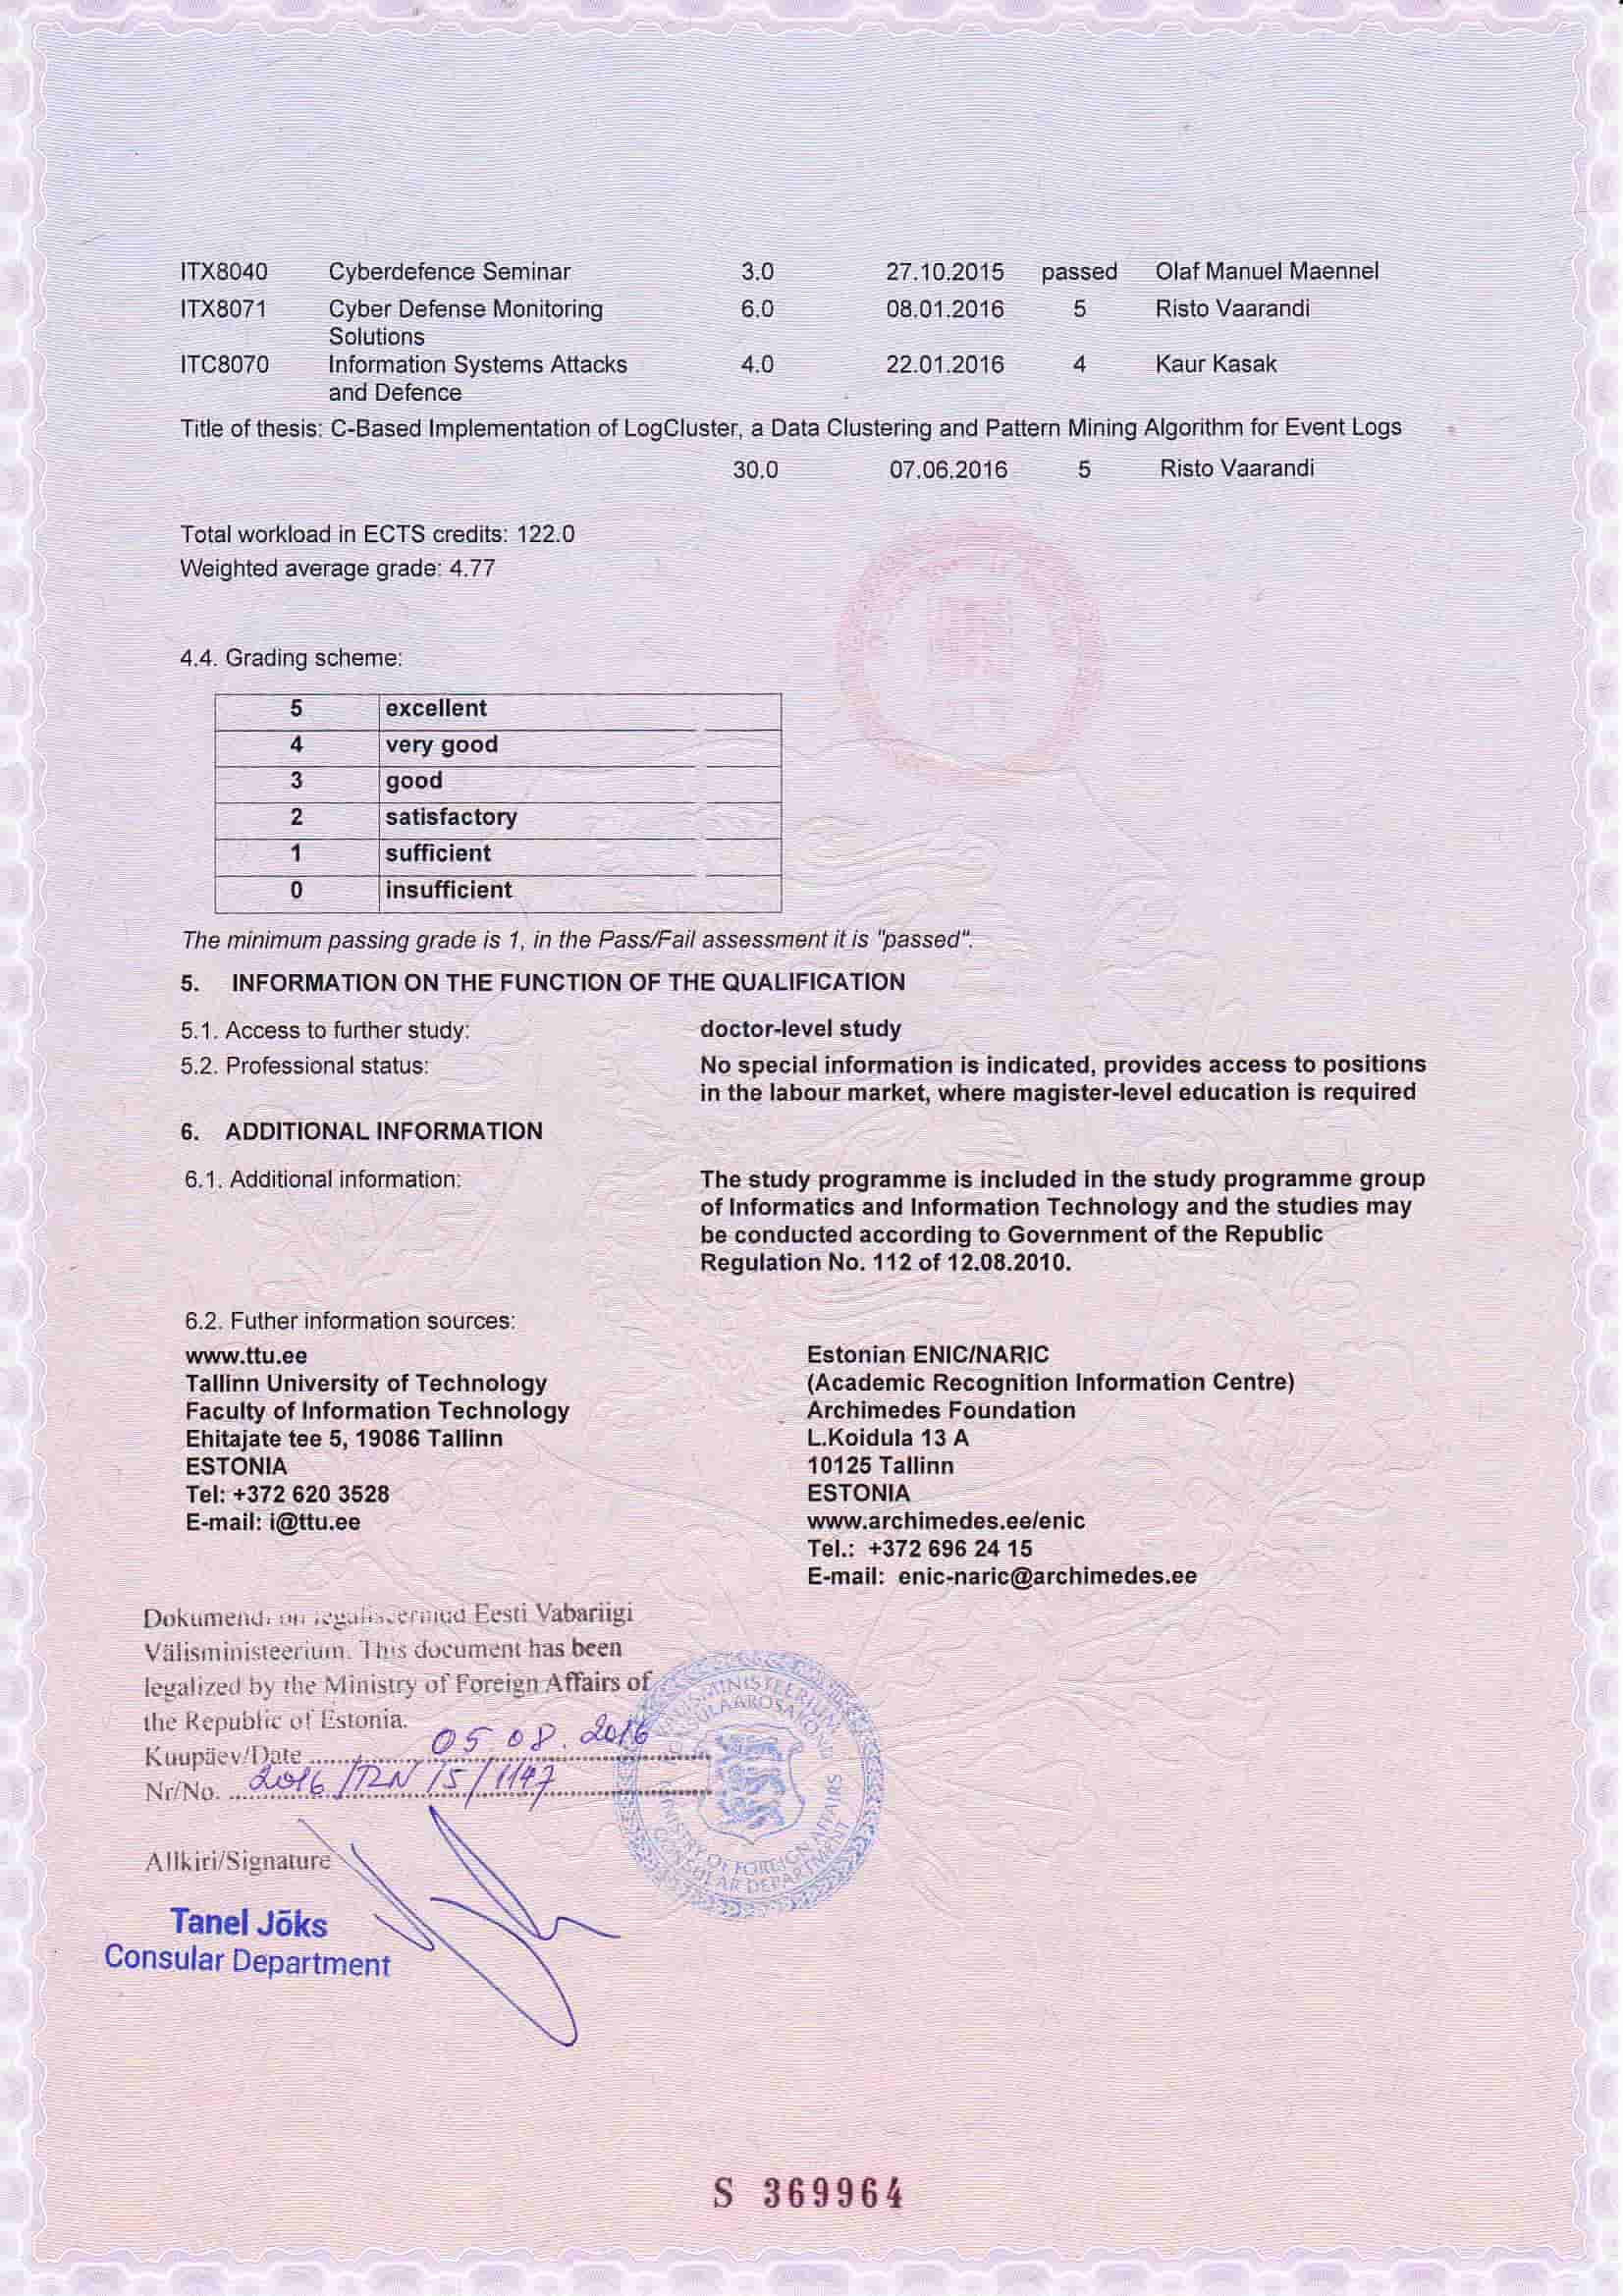 ITX8040 Cyberdefence Seminar 3.0 27.10.2015 passed Olaf Manuel Maennel
ITX8071 Cyber Defense Monitoring 6.0 08.01.2016 5 Risto Vaarandi
Solutions
ITC8070 Information Systems Attacks 4.0 22.01.2016 4 Kaur Kasak
and Defence
Title of thesis: C-Based Implementation of LogCluster, a Data Clustering and Pattern Mining Algorithm for Event Logs
30.0 07.06.2016 5 Risto Vaarandi
Total workload in ECTS credits: 122.0
Weighted average grade: 4.77
4.4. Grading scheme:
5 excellent
4 very good
3 good
2 satisfactory
1 sufficient
0 insufficient
The minimum passing grade is 1, in the Pass/Fail assessment it is "passed".
5. INFORMATION ON THE FUNCTION OF THE QUALIFICATION
5.1. Access to further study: doctor-level study
5.2. Professional status: No special information is indicated, provides access to positions
in the labour market, where magister-level education is required
6. ADDITIONAL INFORMATION
6.1. Additional information: The study programme is included in the study programme group
of Informatics and Information Technology and the studies may
be conducted according to Government of the Republic
Regulation No. 112 of 12.08.2010.
6.2. Futher information sources:
www.ttu.ee
Tallinn University of Technology
Faculty of Information Technology
Ehitajate tee 5, 19086 Tallinn
ESTONIA
Tel: +372 620 3528
E-mail: i@ttu.ee
Estonian ENIC/NARIC
(Academic Recognition Information Centre)
Archimedes Foundation
L.Koidula 13 A
10125 Tallinn
ESTONIA
www.archimedes.ee/enic
Tel.: +372 696 24 15
E-mail: enic-naric@archimedes.ee
on Eesti Vabariigi
Välisministeerium. This document has been
legalized by the Ministry of Foreign Affairs of
the Republic of Estonia.
Kuupäev/Date 05 08. 2016
Nr/No. 2016/TLN/5/1147
Allkiri/Signature
Tanel Jõks
Consular Department
VÄLISMINISTEERIUM
KONSULAAROSAKOND
MINISTRY OF FOREIGN AFFAIRS
CONSULAR DEPARTMENT
S 369964